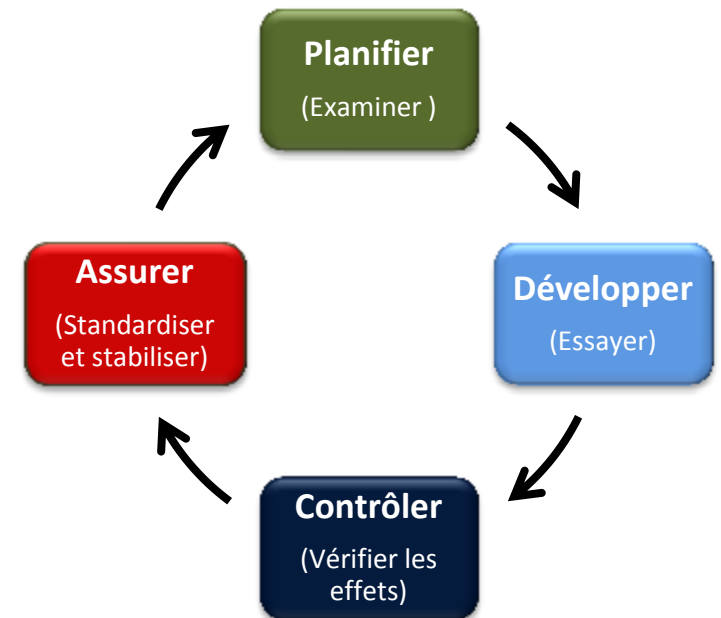 Planifier
(Examiner )
Développer
(Essayer)
Contrôler
(Vérifier les
effets)
Assurer
(Standardiser
et stabiliser)